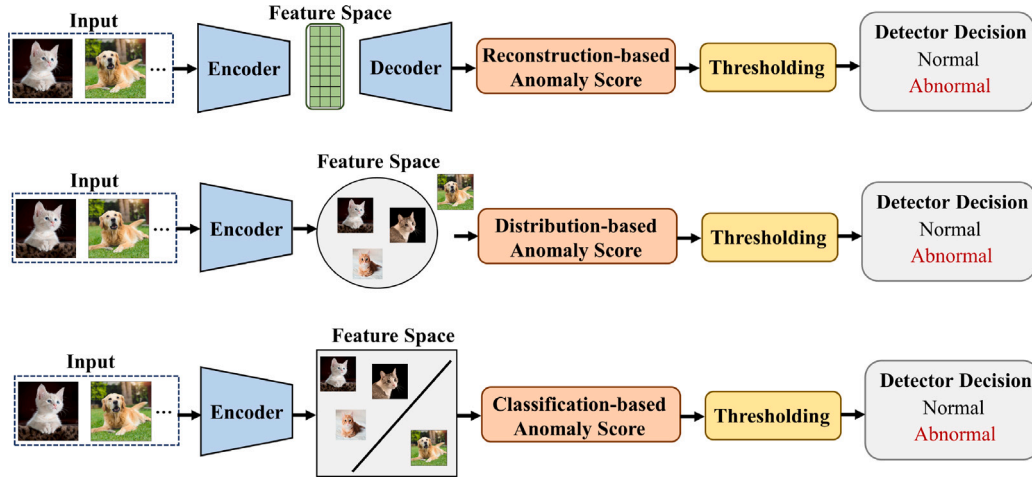 Input
Feature Space
Encoder
Decoder
Reconstruction-based
Anomaly Score
Thresholding
Detector Decision
Normal
Abnormal
...
Input
Feature Space
Encoder
Distribution-based
Anomaly Score
Thresholding
Detector Decision
Normal
Abnormal
...
Input
Feature Space
Encoder
Classification-based
Anomaly Score
Thresholding
Detector Decision
Normal
Abnormal
...